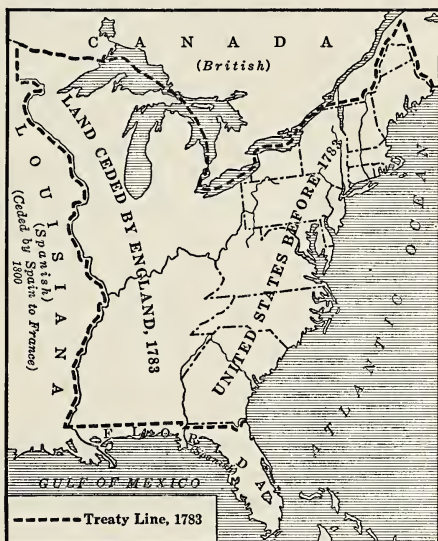 CANADA
(British)
LAND CEDED BY ENGLAND, 1783
UNITED STATES BEFORE 1783
LOUISIANA
(Spanish)
(Ceded by Spain to France)
1800
ATLANTIC OCEAN
FLORIDA
(Spanish)
GULF OF MEXICO
Treaty Line, 1783